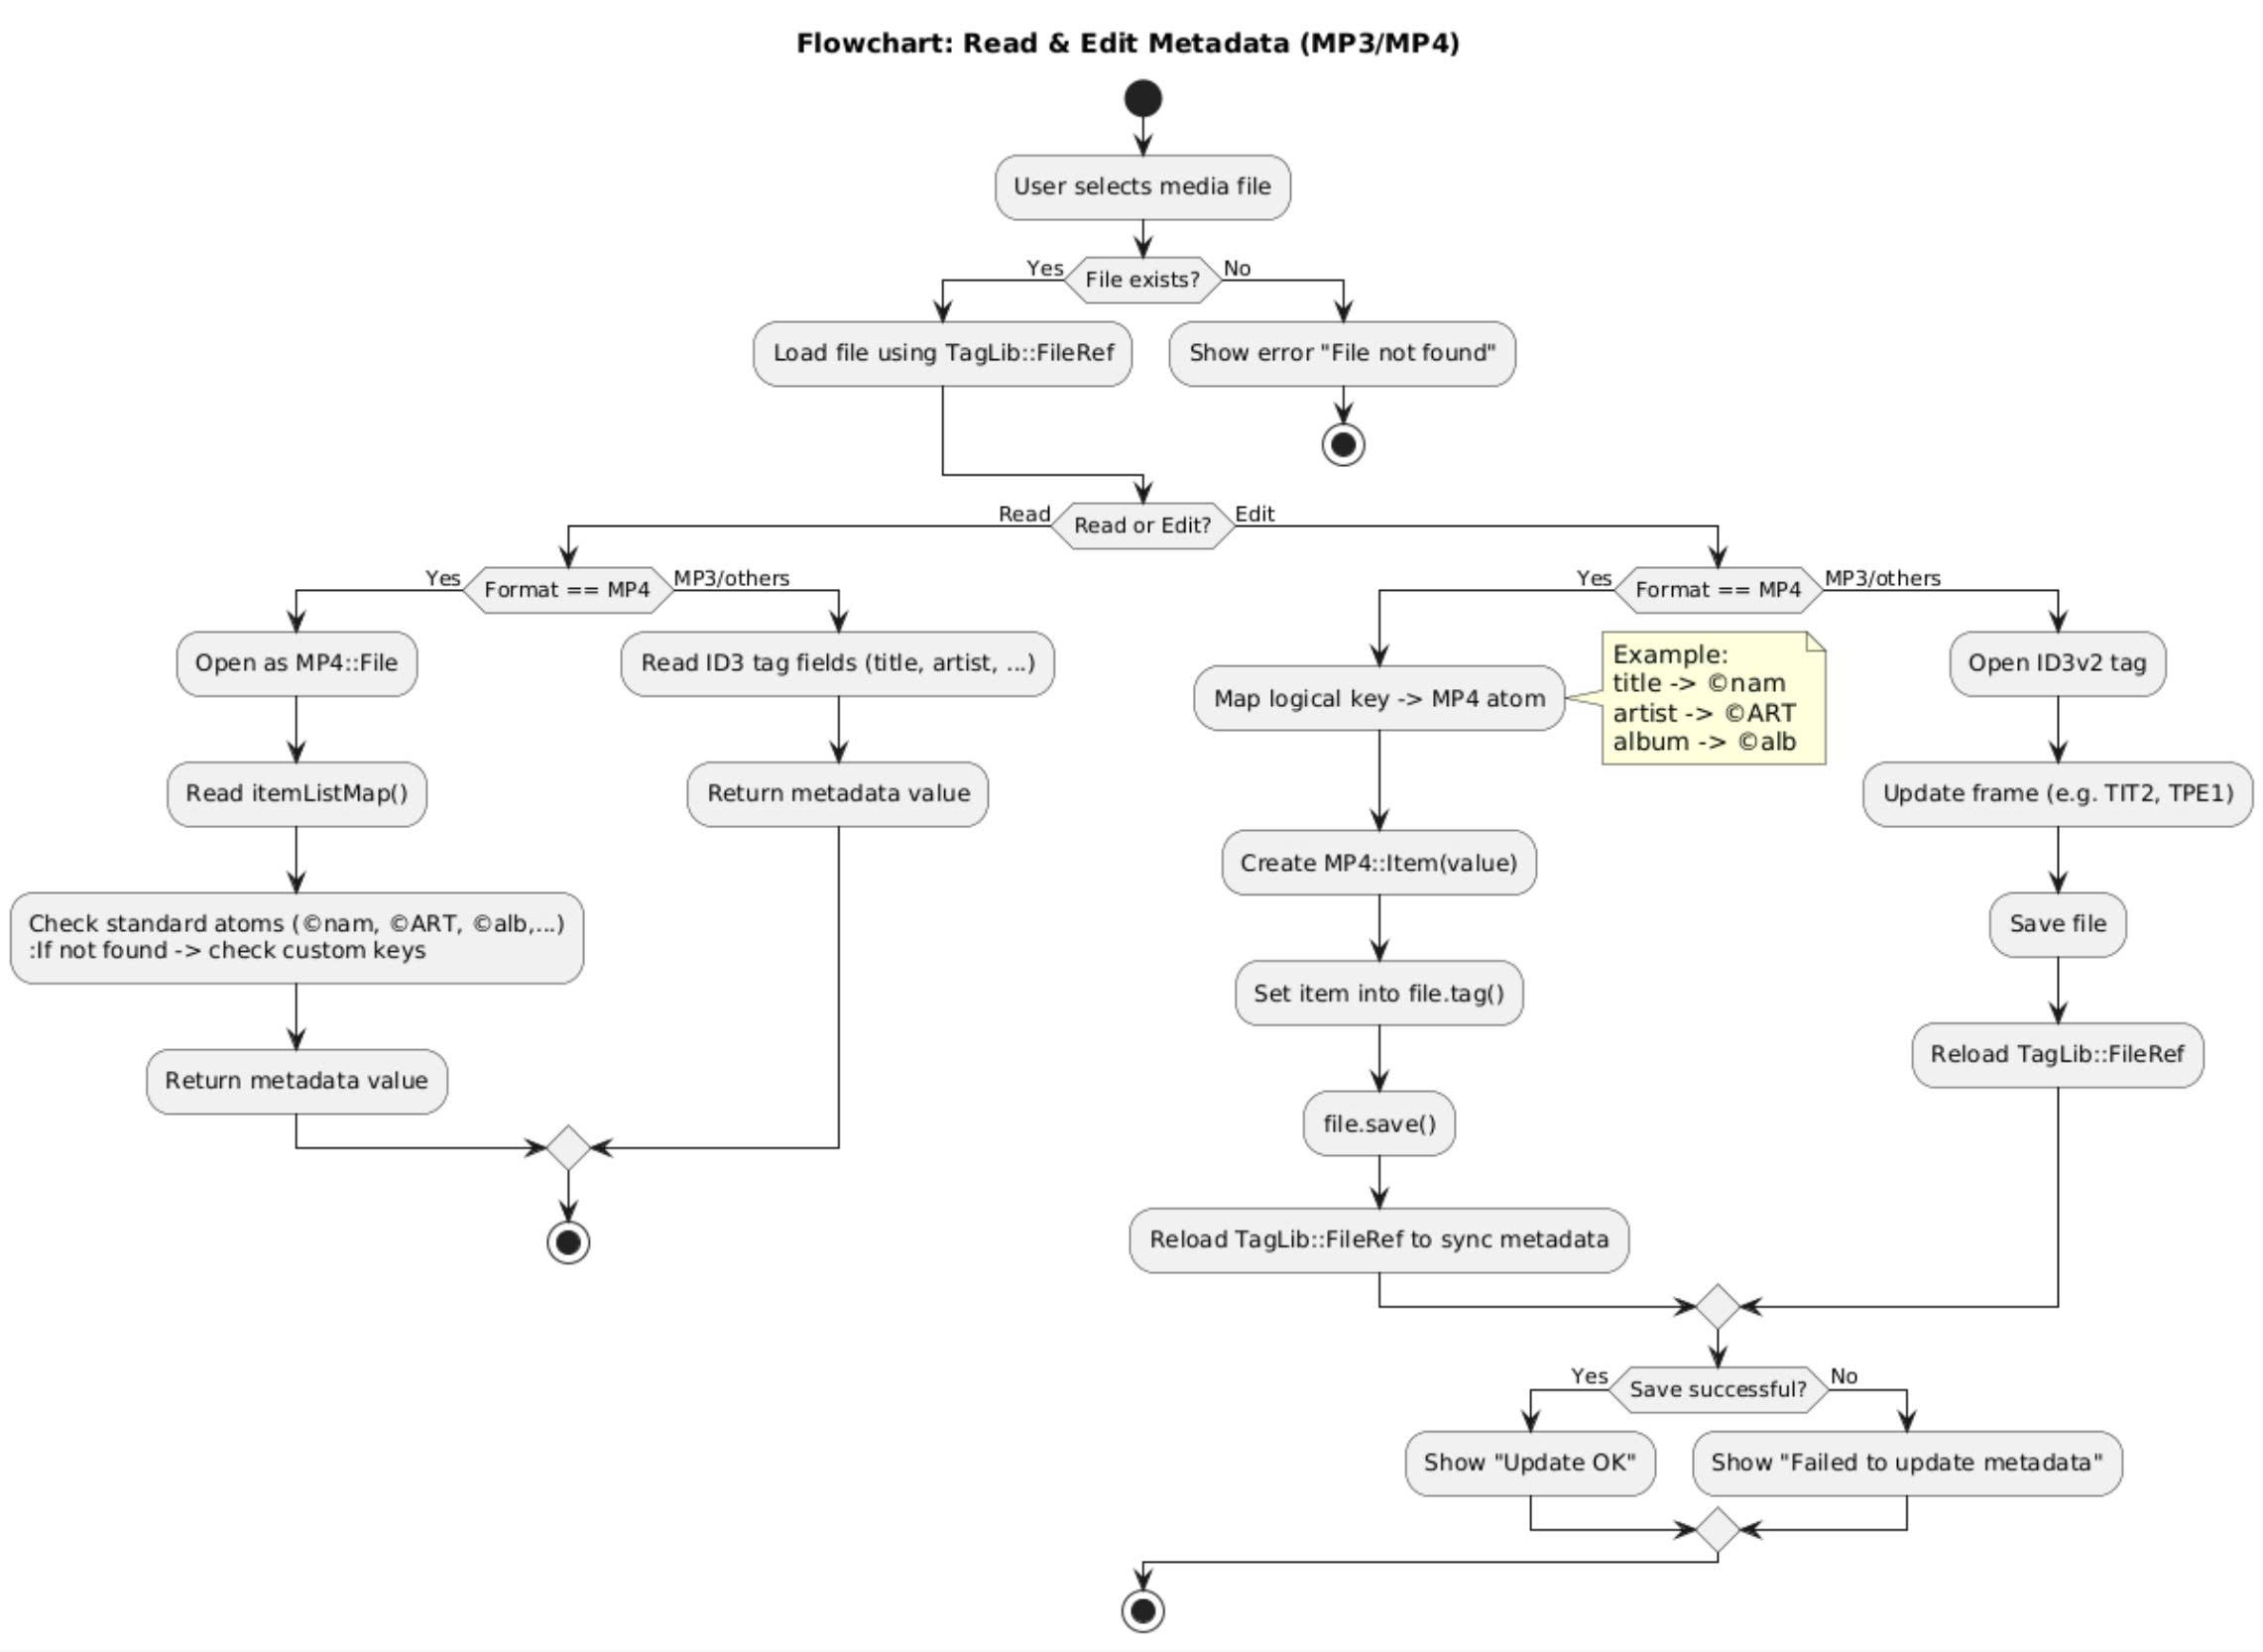 Flowchart: Read & Edit Metadata (MP3/MP4)
User selects media file
Yes
File exists?
No
Load file using TagLib::FileRef
Show error "File not found"
Read
Read or Edit?
Edit
Yes
Format == MP4
MP3/others
Open as MP4::File
Read itemListMap()
Check standard atoms (©nam, ©ART, ©alb,...)
:If not found -> check custom keys
Return metadata value
Read ID3 tag fields (title, artist, ...)
Return metadata value
Yes
Format == MP4
MP3/others
Map logical key -> MP4 atom
Example:
title -> ©nam
artist -> ©ART
album -> ©alb
Create MP4::Item(value)
Set item into file.tag()
file.save()
Reload TagLib::FileRef to sync metadata
Open ID3v2 tag
Update frame (e.g. TIT2, TPE1)
Save file
Reload TagLib::FileRef
Yes
Save successful?
No
Show "Update OK"
Show "Failed to update metadata"